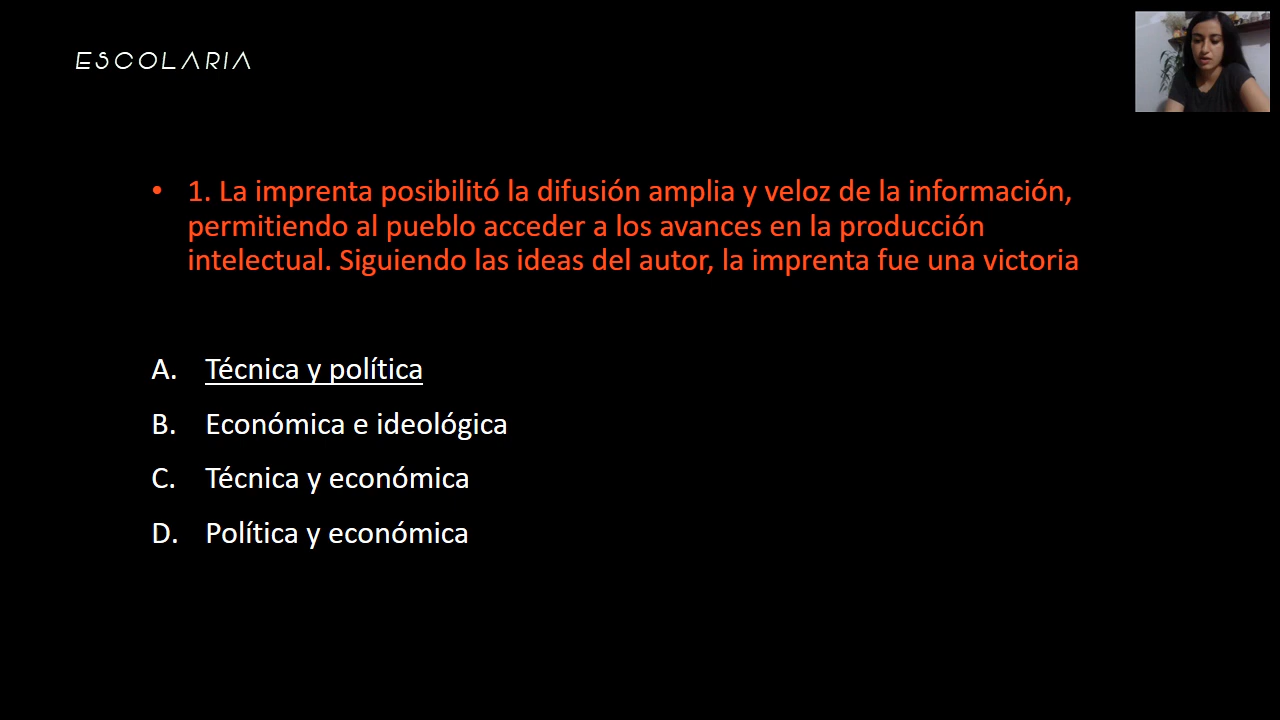 ESCOLARIA
• 1. La imprenta posibilitó la difusión amplia y veloz de la información,
permitiendo al pueblo acceder a los avances en la producción
intelectual. Siguiendo las ideas del autor, la imprenta fue una victoria
A. Técnica y política
B. Económica e ideológica
C. Técnica y económica
D. Política y económica